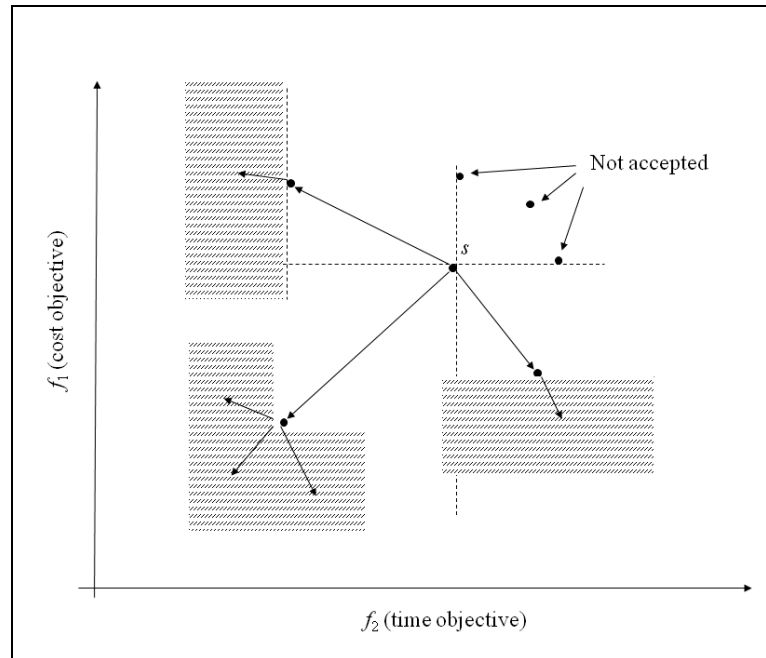 Not accepted
s
f1 (cost objective)
f2 (time objective)